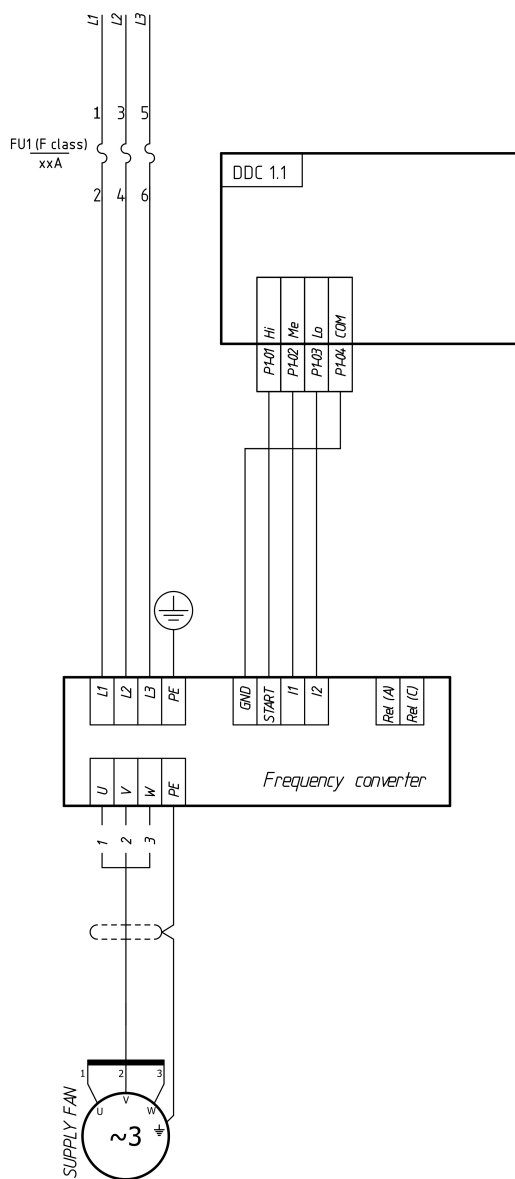 L1 L2 L3
1 3 5
FU1 (F class)
xxA
2 4 6
DDC 1.1
Hi Me Lo COM
P1-01 P1-02 P1-03 P1-04
L1 L2 L3 PE GND START I1 I2 Rel (A) Rel (C)
U V W PE
Frequency converter
1 2 3
1 2 3
U V W
~3
SUPPLY FAN